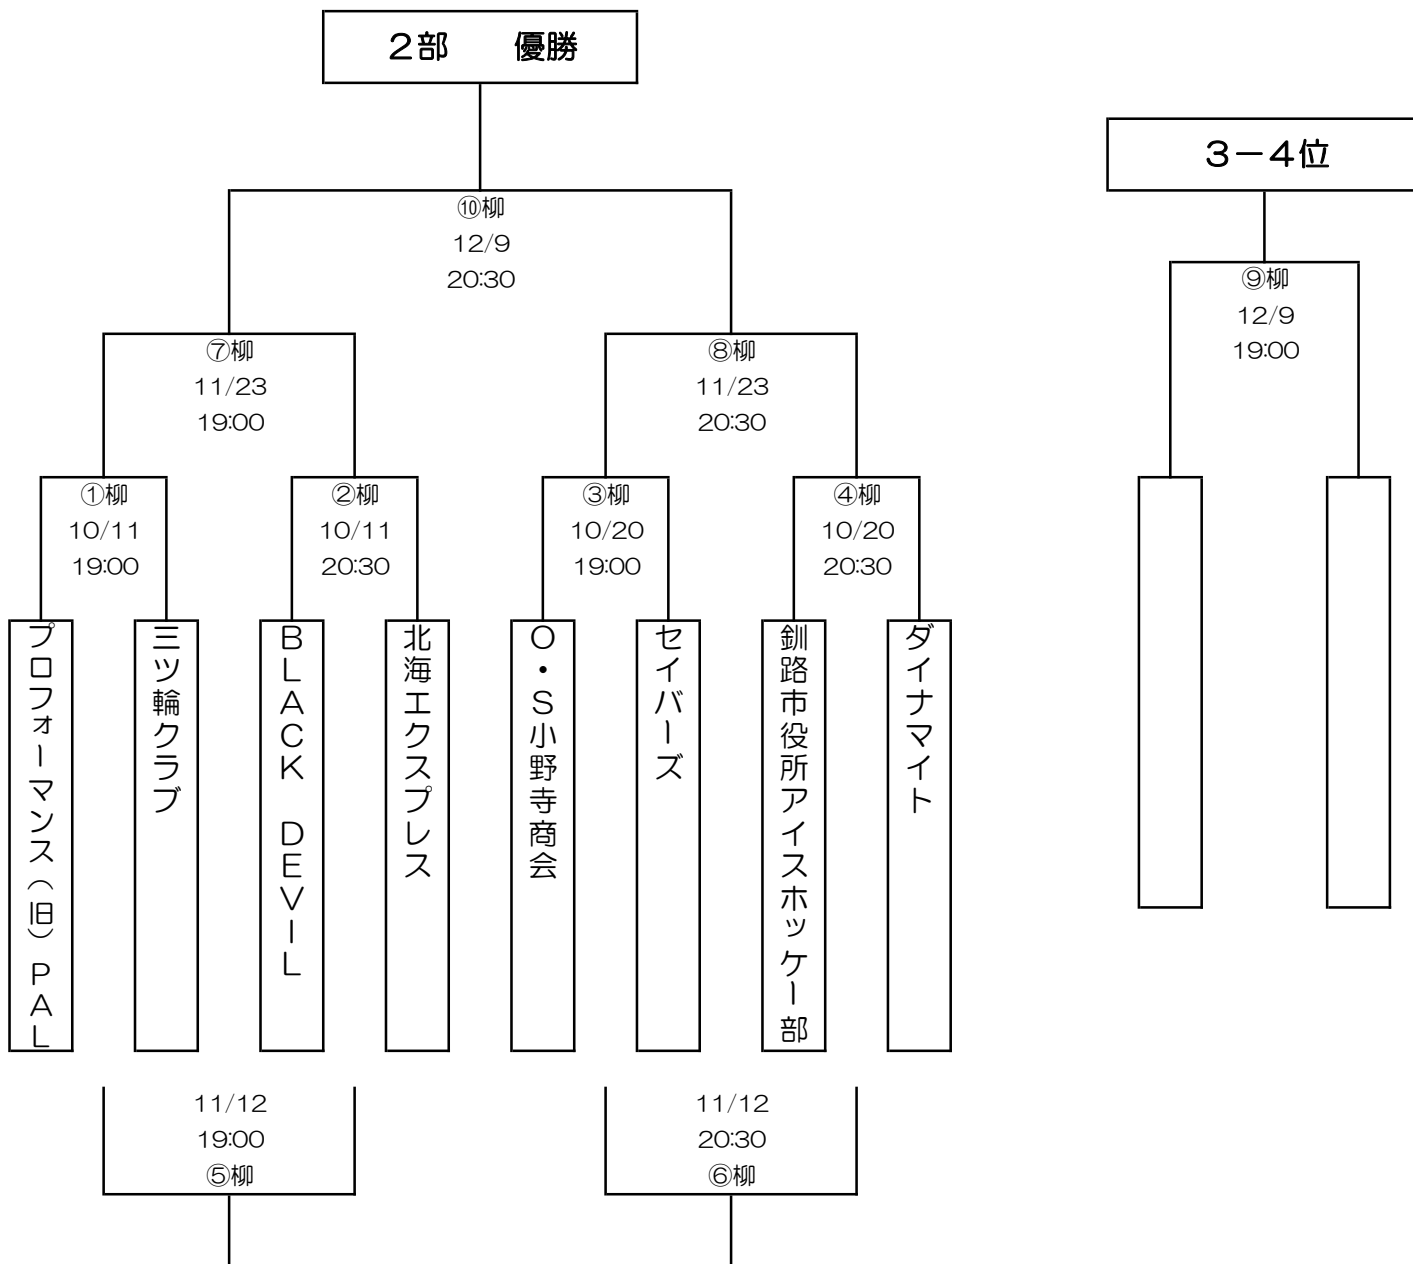 2部　　優勝
3－4位
⑩柳
12/9
20:30
⑨柳
12/9
19:00
⑦柳
11/23
19:00
⑧柳
11/23
20:30
①柳
10/11
19:00
②柳
10/11
20:30
③柳
10/20
19:00
④柳
10/20
20:30
プロフォーマンス（旧）PAL
三ツ輪クラブ
BLACK　DEVIL
北海エクスプレス
O・S小野寺商会
セイバーズ
釧路市役所アイスホッケー部
ダイナマイト
11/12
19:00
⑤柳
11/12
20:30
⑥柳